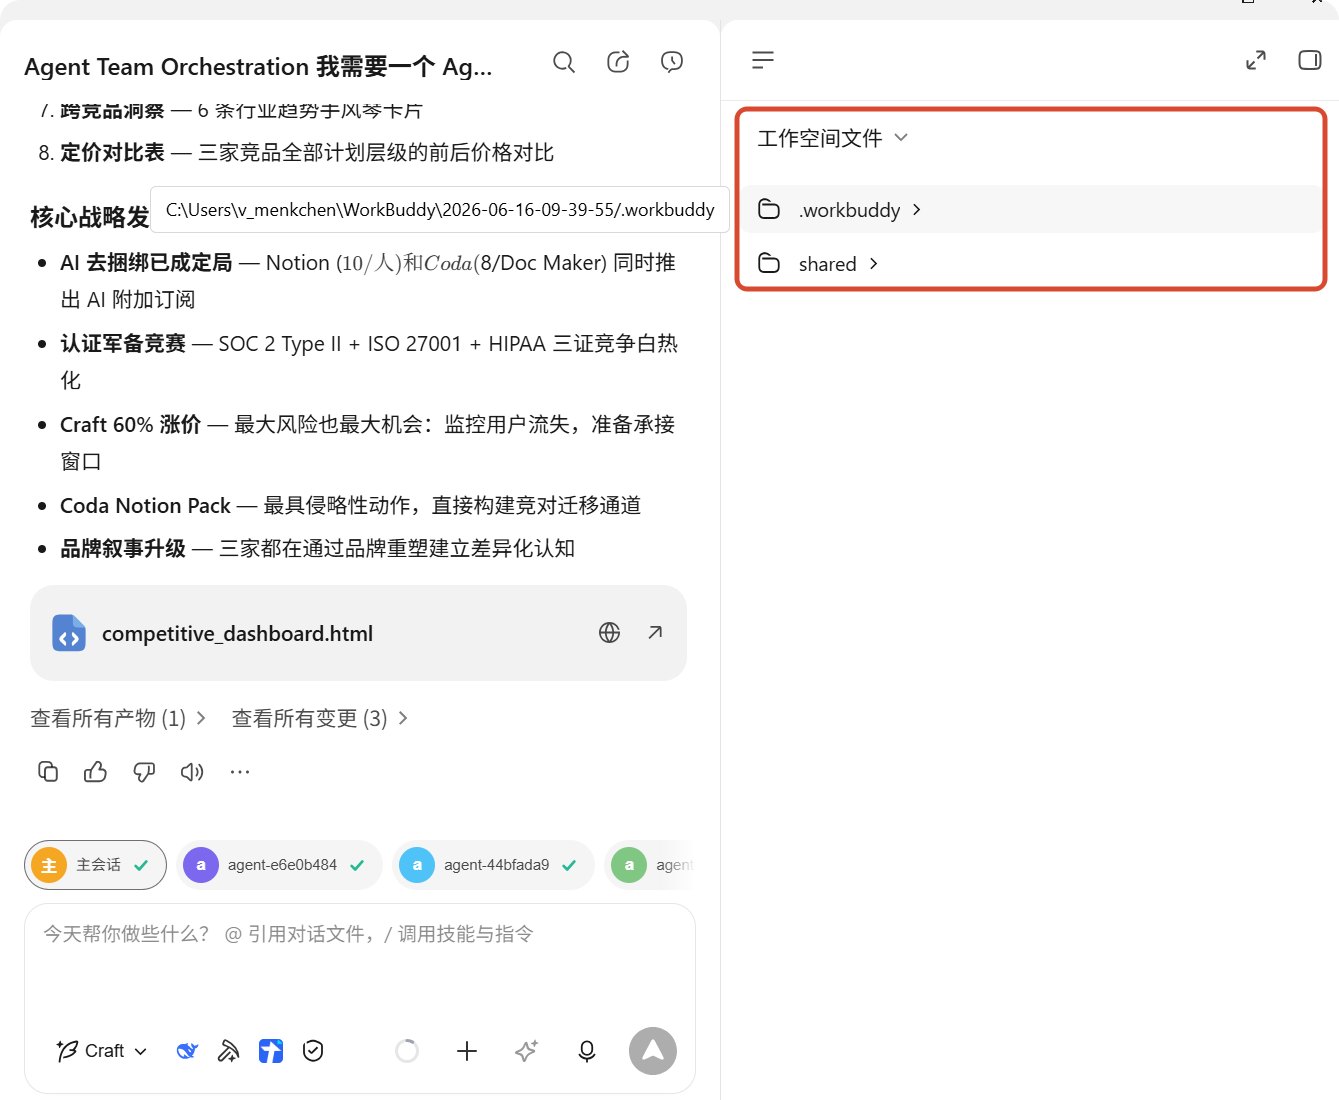 Agent Team Orchestration 我需要一个 Ag...
7. 跨竞品洞察 — 6 条行业趋势手风琴卡片
8. 定价对比表 — 三家竞品全部计划层级的前后价格对比
核心战略发
C:\Users\v_menkchen\WorkBuddy\2026-06-16-09-39-55/.workbuddy
• AI 去捆绑已成定局 — Notion (10/人)和Coda(8/Doc Maker) 同时推
出 AI 附加订阅
• 认证军备竞赛 — SOC 2 Type II + ISO 27001 + HIPAA 三证竞争白热
化
• Craft 60% 涨价 — 最大风险也最大机会：监控用户流失，准备承接
窗口
• Coda Notion Pack — 最具侵略性动作，直接构建竞对迁移通道
• 品牌叙事升级 — 三家都在通过品牌重塑建立差异化认知
competitive_dashboard.html
查看所有产物 (1) 查看所有变更 (3)
主 主会话 a agent-e6e0b484 a agent-44bfada9 a agent
今天帮你做些什么？ @ 引用对话文件，/ 调用技能与指令
Craft
工作空间文件
.workbuddy
shared